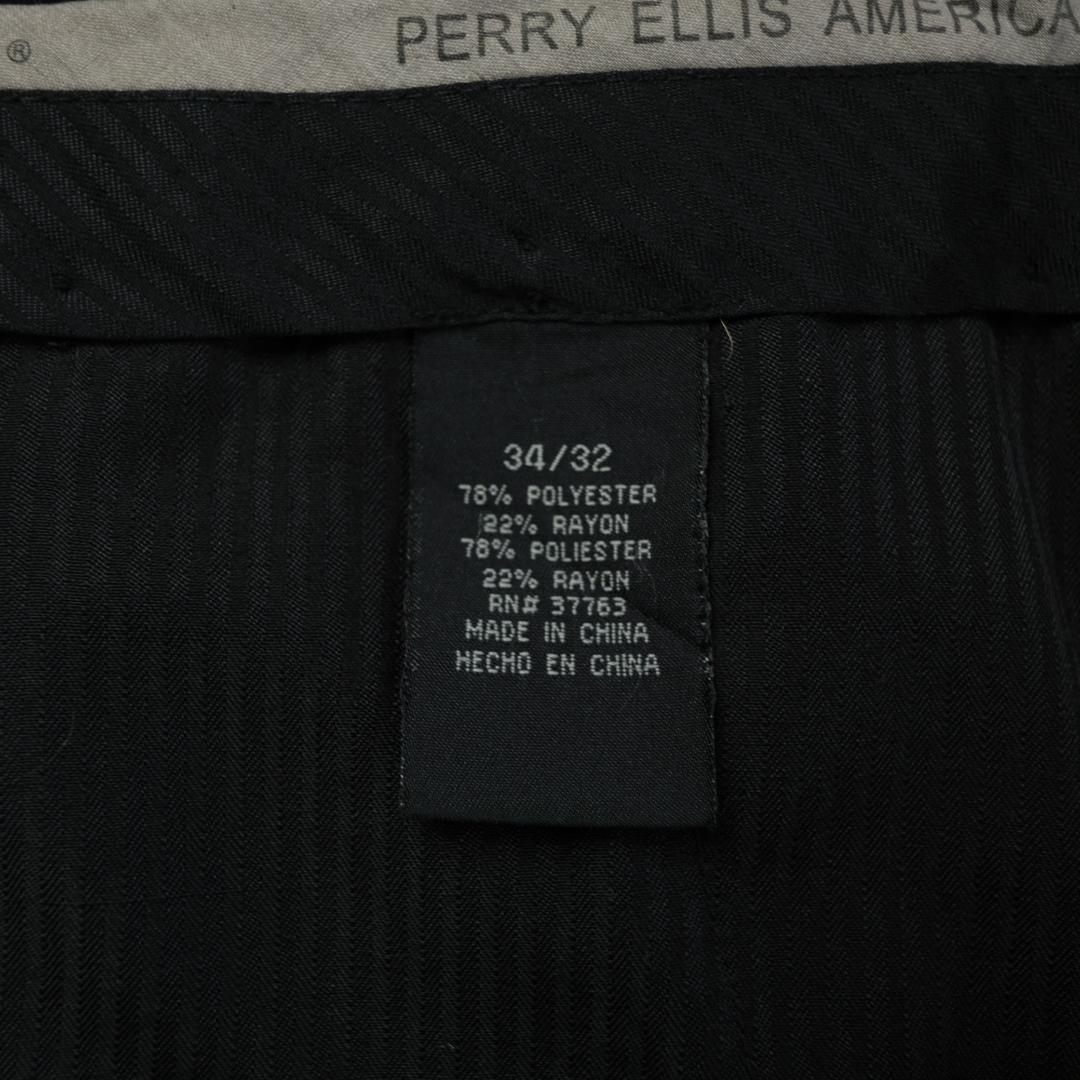 ® PERRY ELLIS AMERICA
34/32
78% POLYESTER
22% RAYON
78% POLIESTER
22% RAYON
RN# 37763
MADE IN CHINA
HECHO EN CHINA